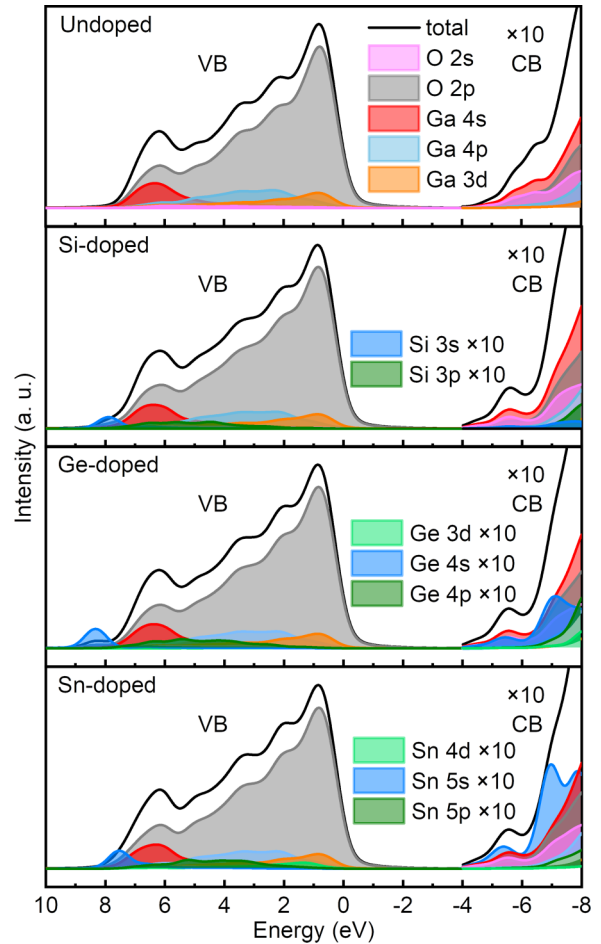 Undoped
VB
×10
CB
total
O 2s
O 2p
Ga 4s
Ga 4p
Ga 3d
Si-doped
VB
×10
CB
Si 3s ×10
Si 3p ×10
Ge-doped
VB
×10
CB
Ge 3d ×10
Ge 4s ×10
Ge 4p ×10
Sn-doped
VB
×10
CB
Sn 4d ×10
Sn 5s ×10
Sn 5p ×10
Intensity (a. u.)
10 8 6 4 2 0 -2 -4 -6 -8
Energy (eV)